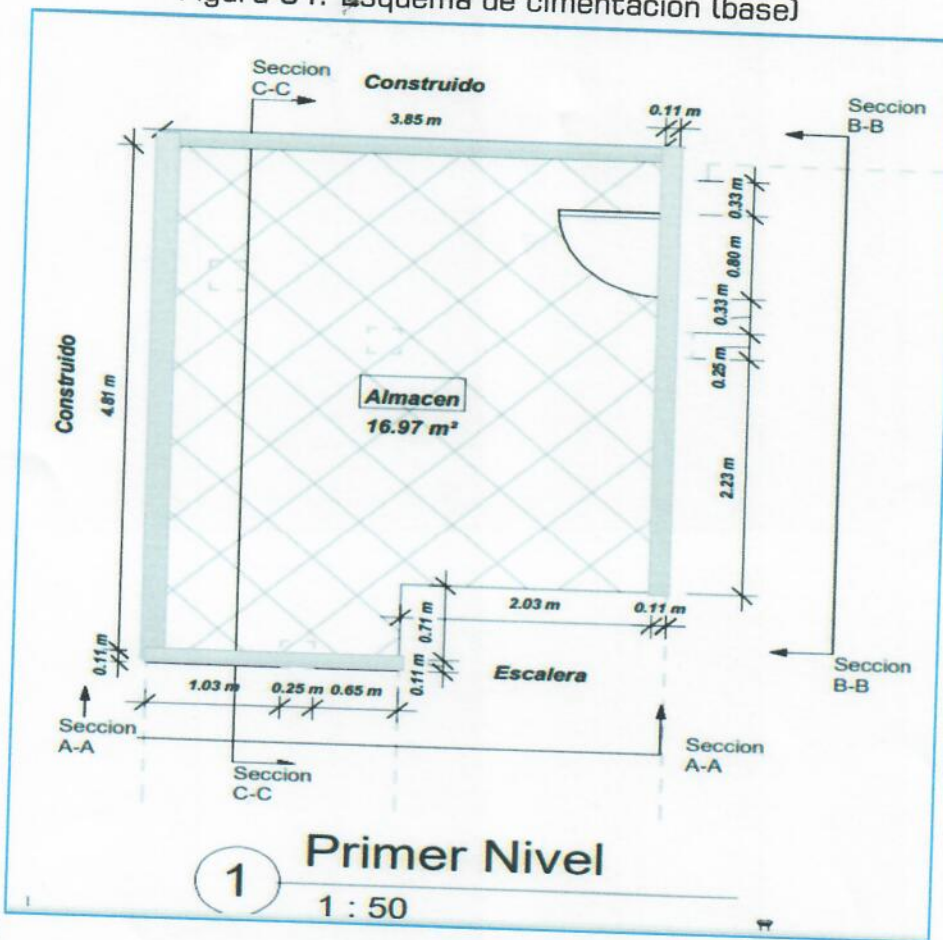 Figura 01: Esquema de cimentación (base)
Seccion
C-C
Construido
3.85 m
0.11 m
Seccion
B-B
0.33 m
0.80 m
0.33 m
0.25 m
2.23 m
Construido
4.81 m
Almacen
16.97 m²
0.11 m
0.71 m
0.11 m
2.03 m
0.11 m
Escalera
1.03 m
0.25 m
0.65 m
Seccion
A-A
Seccion
C-C
Seccion
A-A
Seccion
B-B
1
Primer Nivel
1 : 50